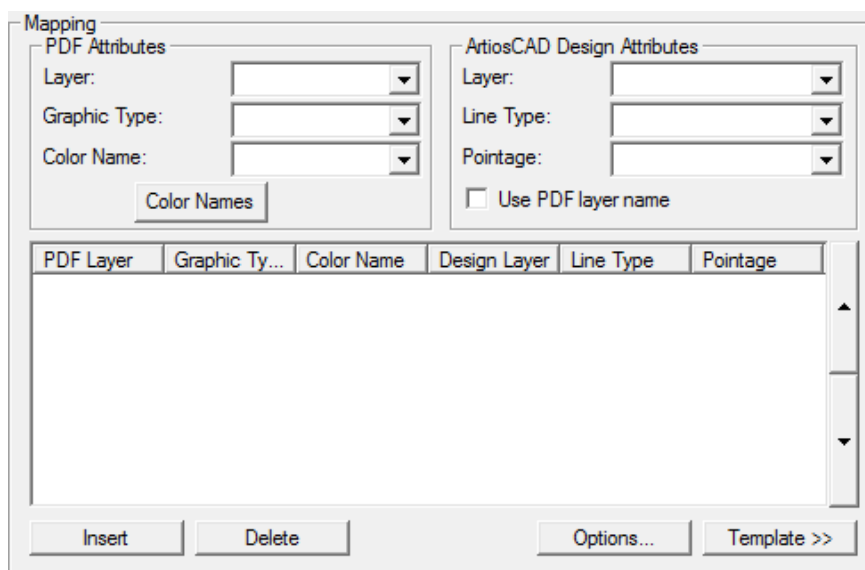 Mapping
PDF Attributes
Layer:
Graphic Type:
Color Name:
Color Names
ArtiosCAD Design Attributes
Layer:
Line Type:
Pointage:
Use PDF layer name
PDF Layer Graphic Ty... Color Name Design Layer Line Type Pointage
Insert Delete Options... Template >>